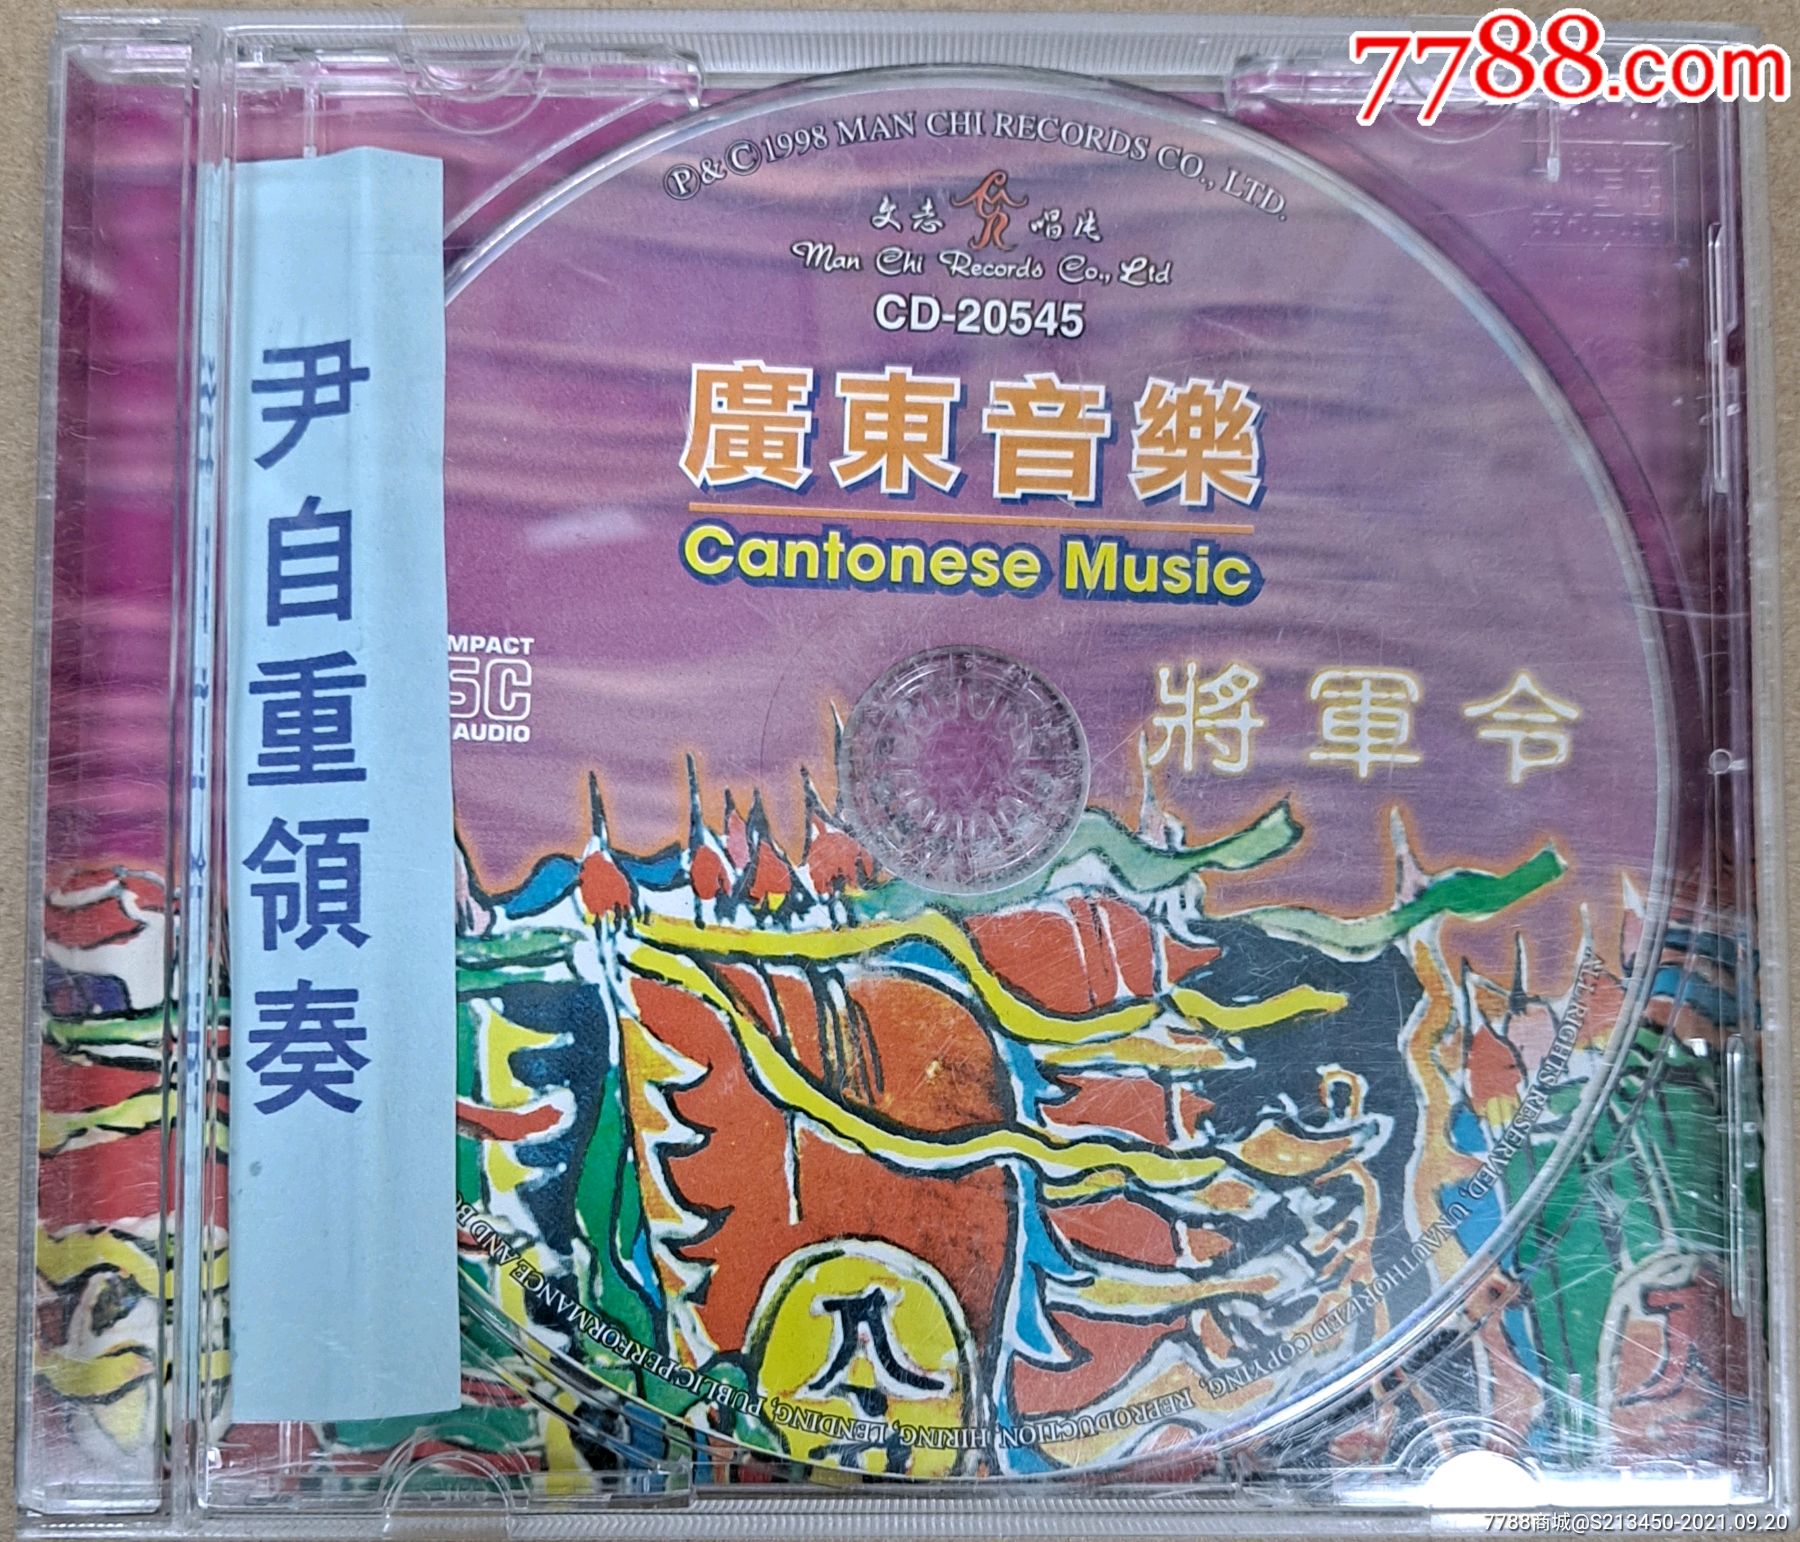 7788.com
℗&©1998 MAN CHI RECORDS CO., LTD.
文志 唱片
Man Chi Records Co., Ltd
CD-20545
廣東音樂
Cantonese Music
將軍令
尹自重領奏
MPACT
AUDIO
ALL RIGHTS RESERVED, UNAUTHORIZED COPYING, REPRODUCTION, HIRING, LENDING, PUBLIC PERFORMANCE AND
7788商城@S213450-2021.09.20